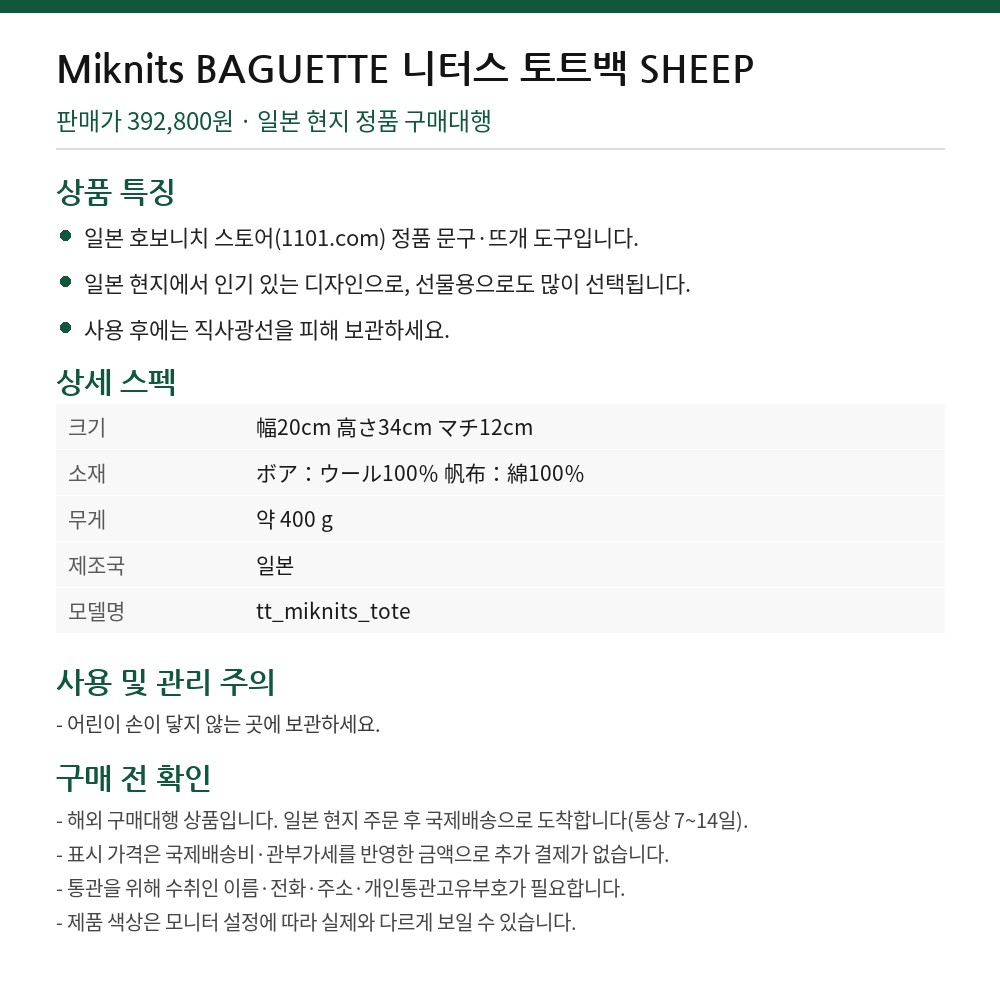 Miknits BAGUETTE 니터스 토트백 SHEEP
판매가 392,800원 · 일본 현지 정품 구매대행
상품 특징
● 일본 호보니치 스토어(1101.com) 정품 문구·뜨개 도구입니다.
● 일본 현지에서 인기 있는 디자인으로, 선물용으로도 많이 선택됩니다.
● 사용 후에는 직사광선을 피해 보관하세요.
상세 스펙
크기 幅20cm 高さ34cm マチ12cm
소재 ボア：ウール100% 帆布：綿100%
무게 약 400 g
제조국 일본
모델명 tt_miknits_tote
사용 및 관리 주의
- 어린이 손이 닿지 않는 곳에 보관하세요.
구매 전 확인
- 해외 구매대행 상품입니다. 일본 현지 주문 후 국제배송으로 도착합니다(통상 7~14일).
- 표시 가격은 국제배송비·관부가세를 반영한 금액으로 추가 결제가 없습니다.
- 통관을 위해 수취인 이름·전화·주소·개인통관고유부호가 필요합니다.
- 제품 색상은 모니터 설정에 따라 실제와 다르게 보일 수 있습니다.